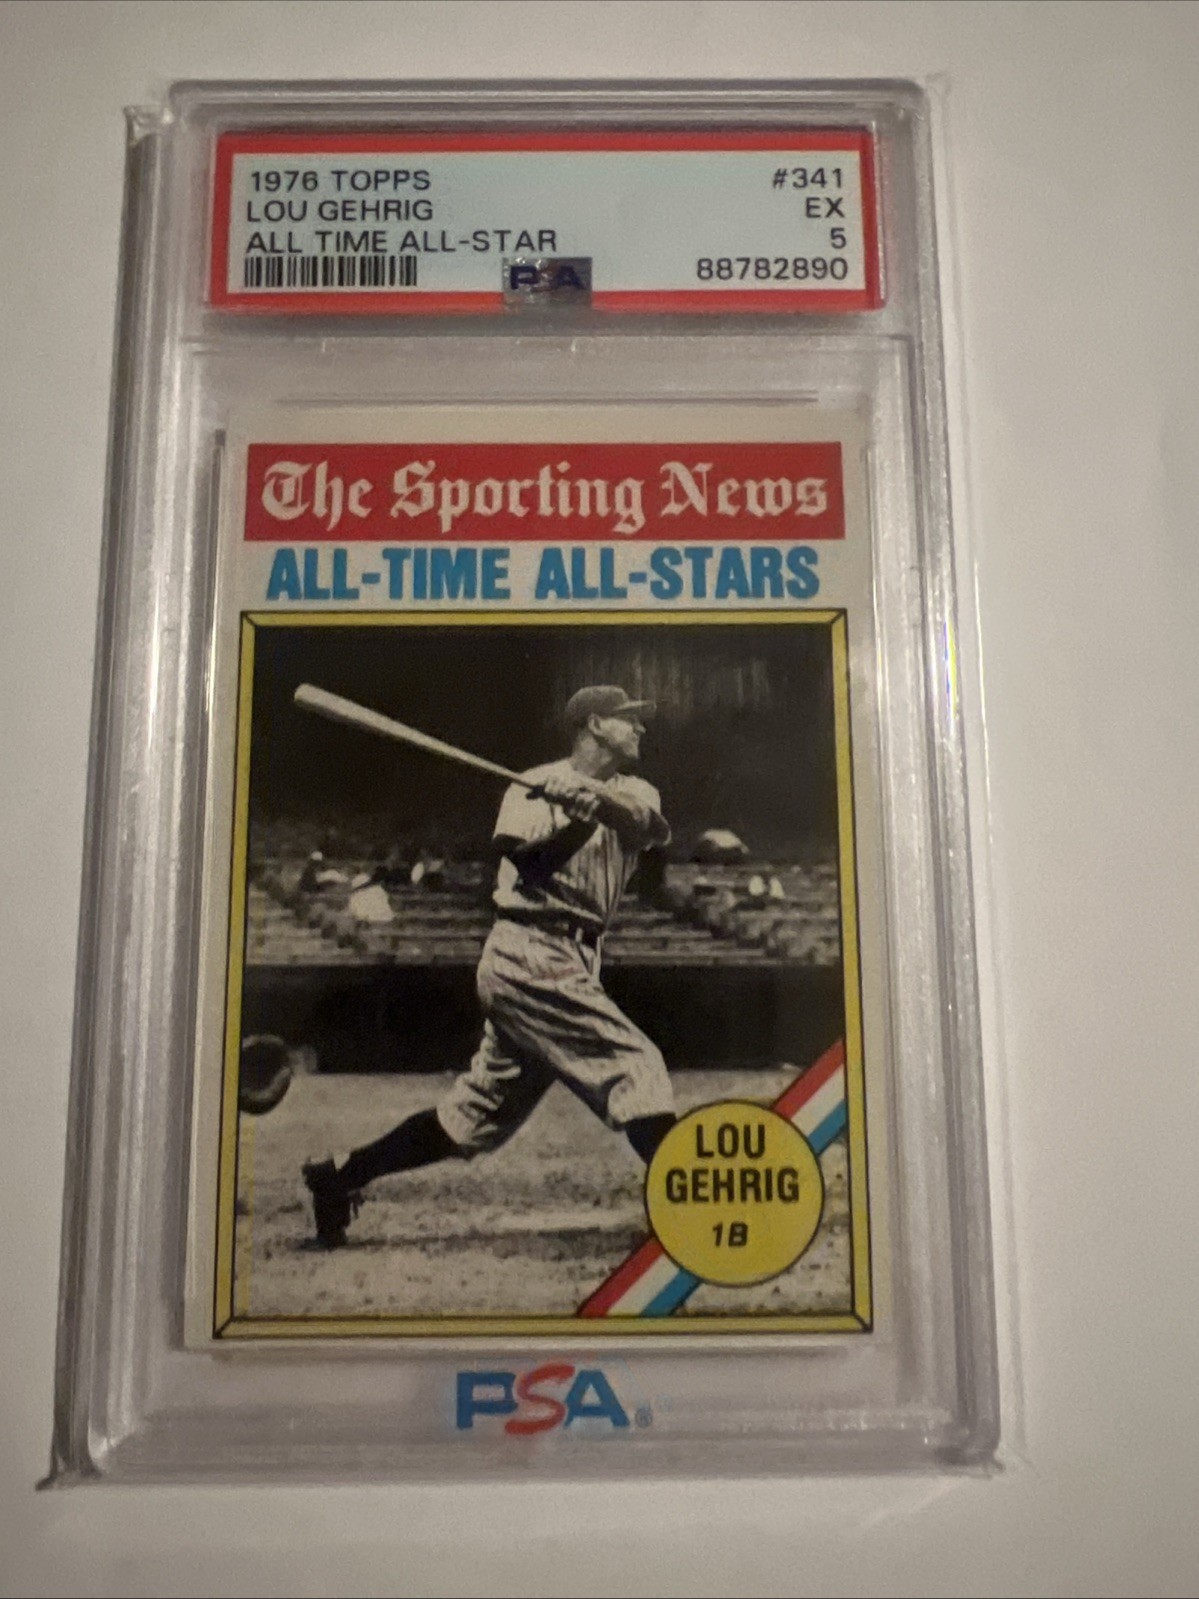 1976 TOPPS #341
LOU GEHRIG EX
ALL TIME ALL-STAR 5
PSA 88782890
The Sporting News
ALL-TIME ALL-STARS
LOU
GEHRIG
1B
PSA®